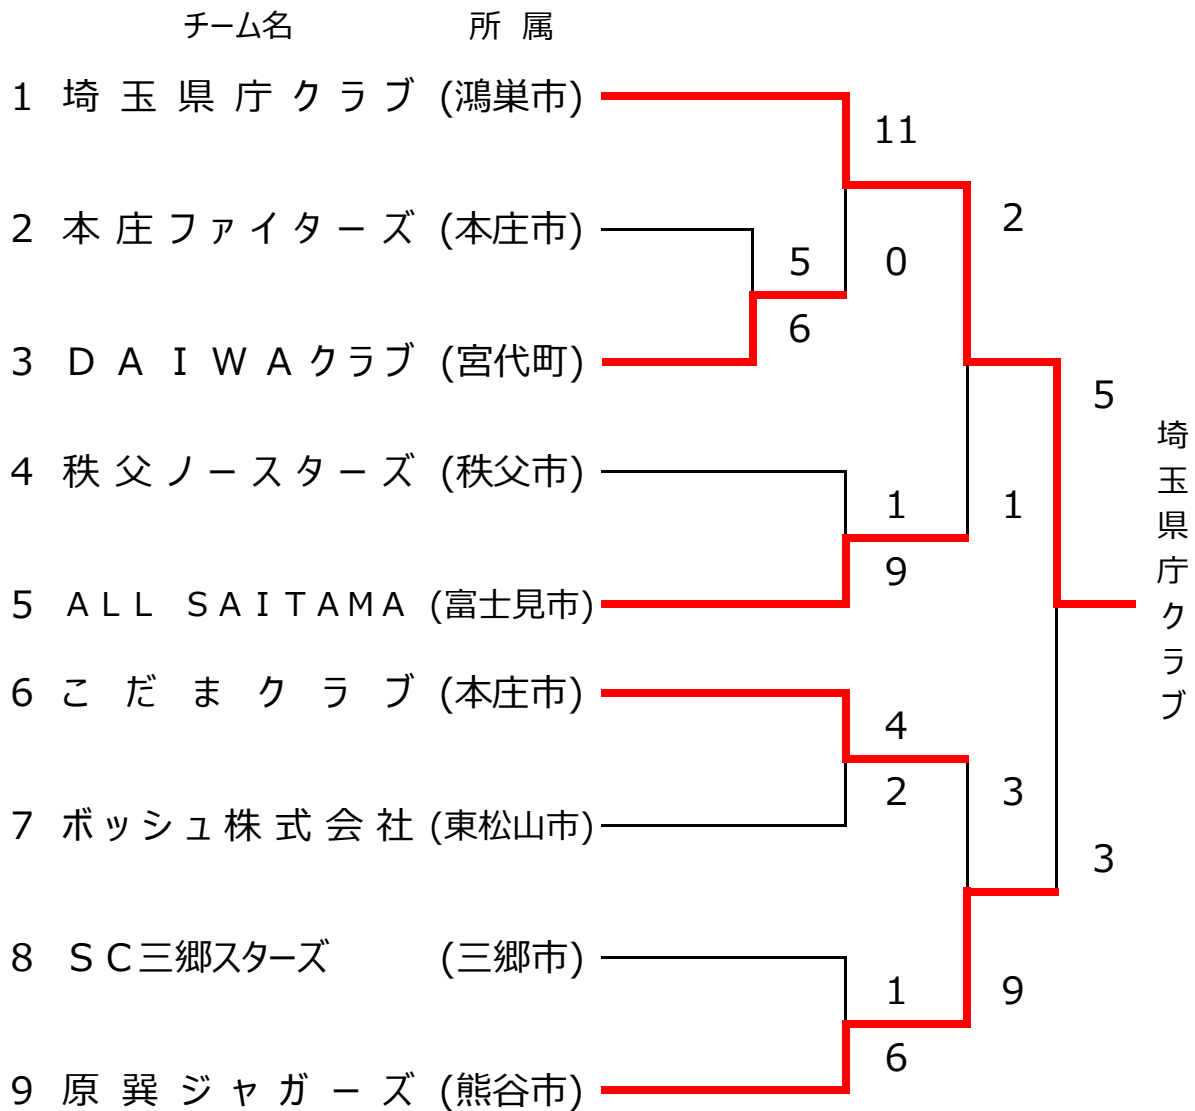 チーム名 所属
1 埼玉県庁クラブ (鴻巣市)
11
2
2 本庄ファイターズ (本庄市)
5 0
6
3 DAIWAクラブ (宮代町)
5
4 秩父ノースターズ (秩父市)
1 1
9
5 ALL SAITAMA (富士見市)
埼玉県庁クラブ
6 こだまクラブ (本庄市)
4
2 3
7 ボッシュ株式会社 (東松山市)
3
8 SC三郷スターズ (三郷市)
1 9
6
9 原巽ジャガーズ (熊谷市)